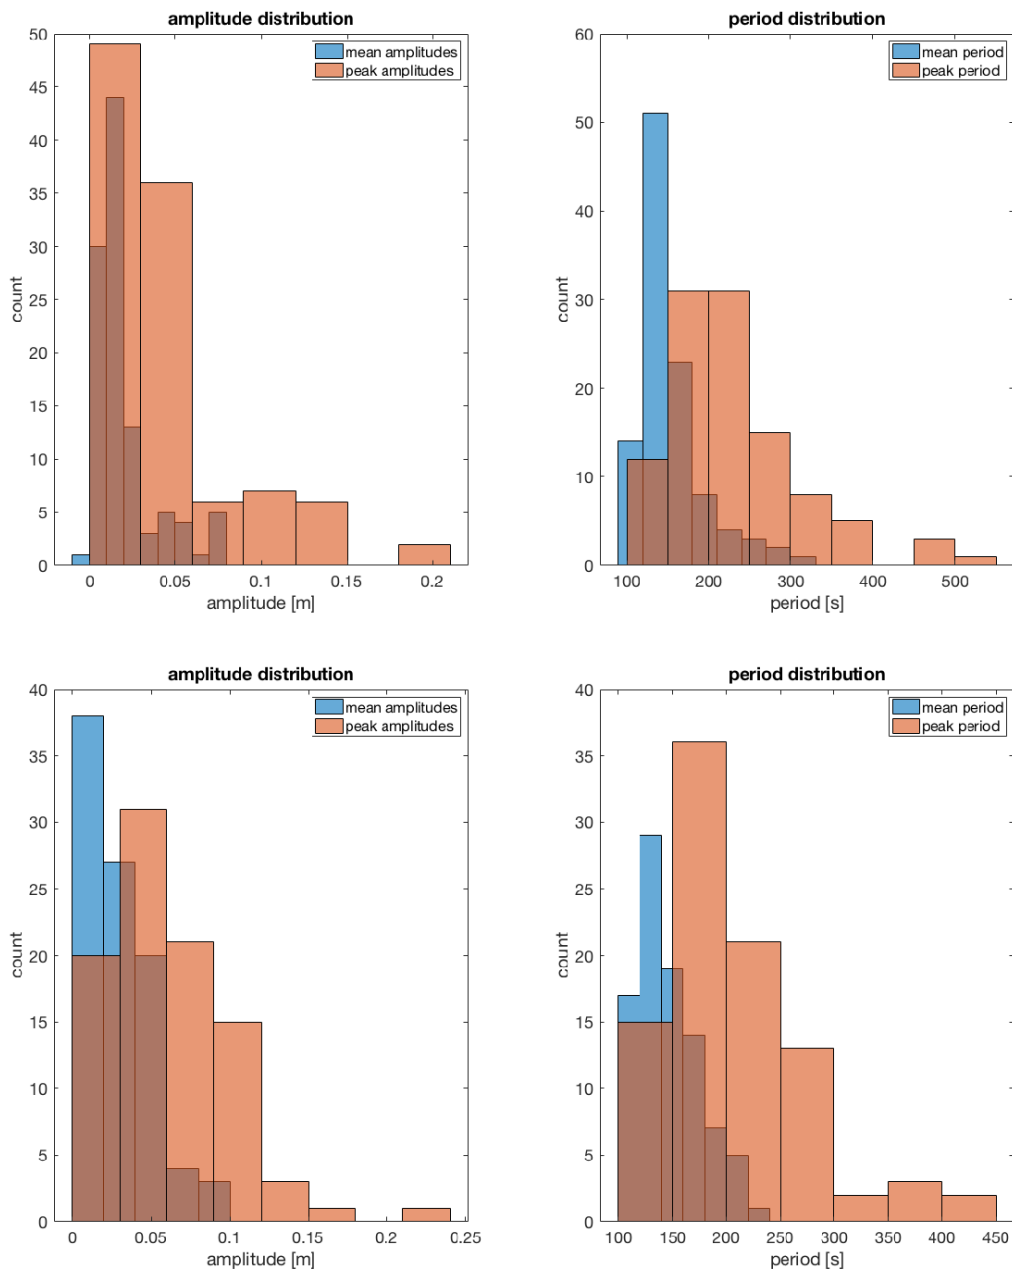 amplitude distribution
mean amplitudes
peak amplitudes
50
45
40
35
30
25
20
15
10
5
0
count
0 0.05 0.1 0.15 0.2
amplitude [m]
period distribution
mean period
peak period
60
50
40
30
20
10
0
count
100 200 300 400 500
period [s]
amplitude distribution
mean amplitudes
peak amplitudes
40
35
30
25
20
15
10
5
0
count
0 0.05 0.1 0.15 0.2 0.25
amplitude [m]
period distribution
mean period
peak period
40
35
30
25
20
15
10
5
0
count
100 150 200 250 300 350 400 450
period [s]